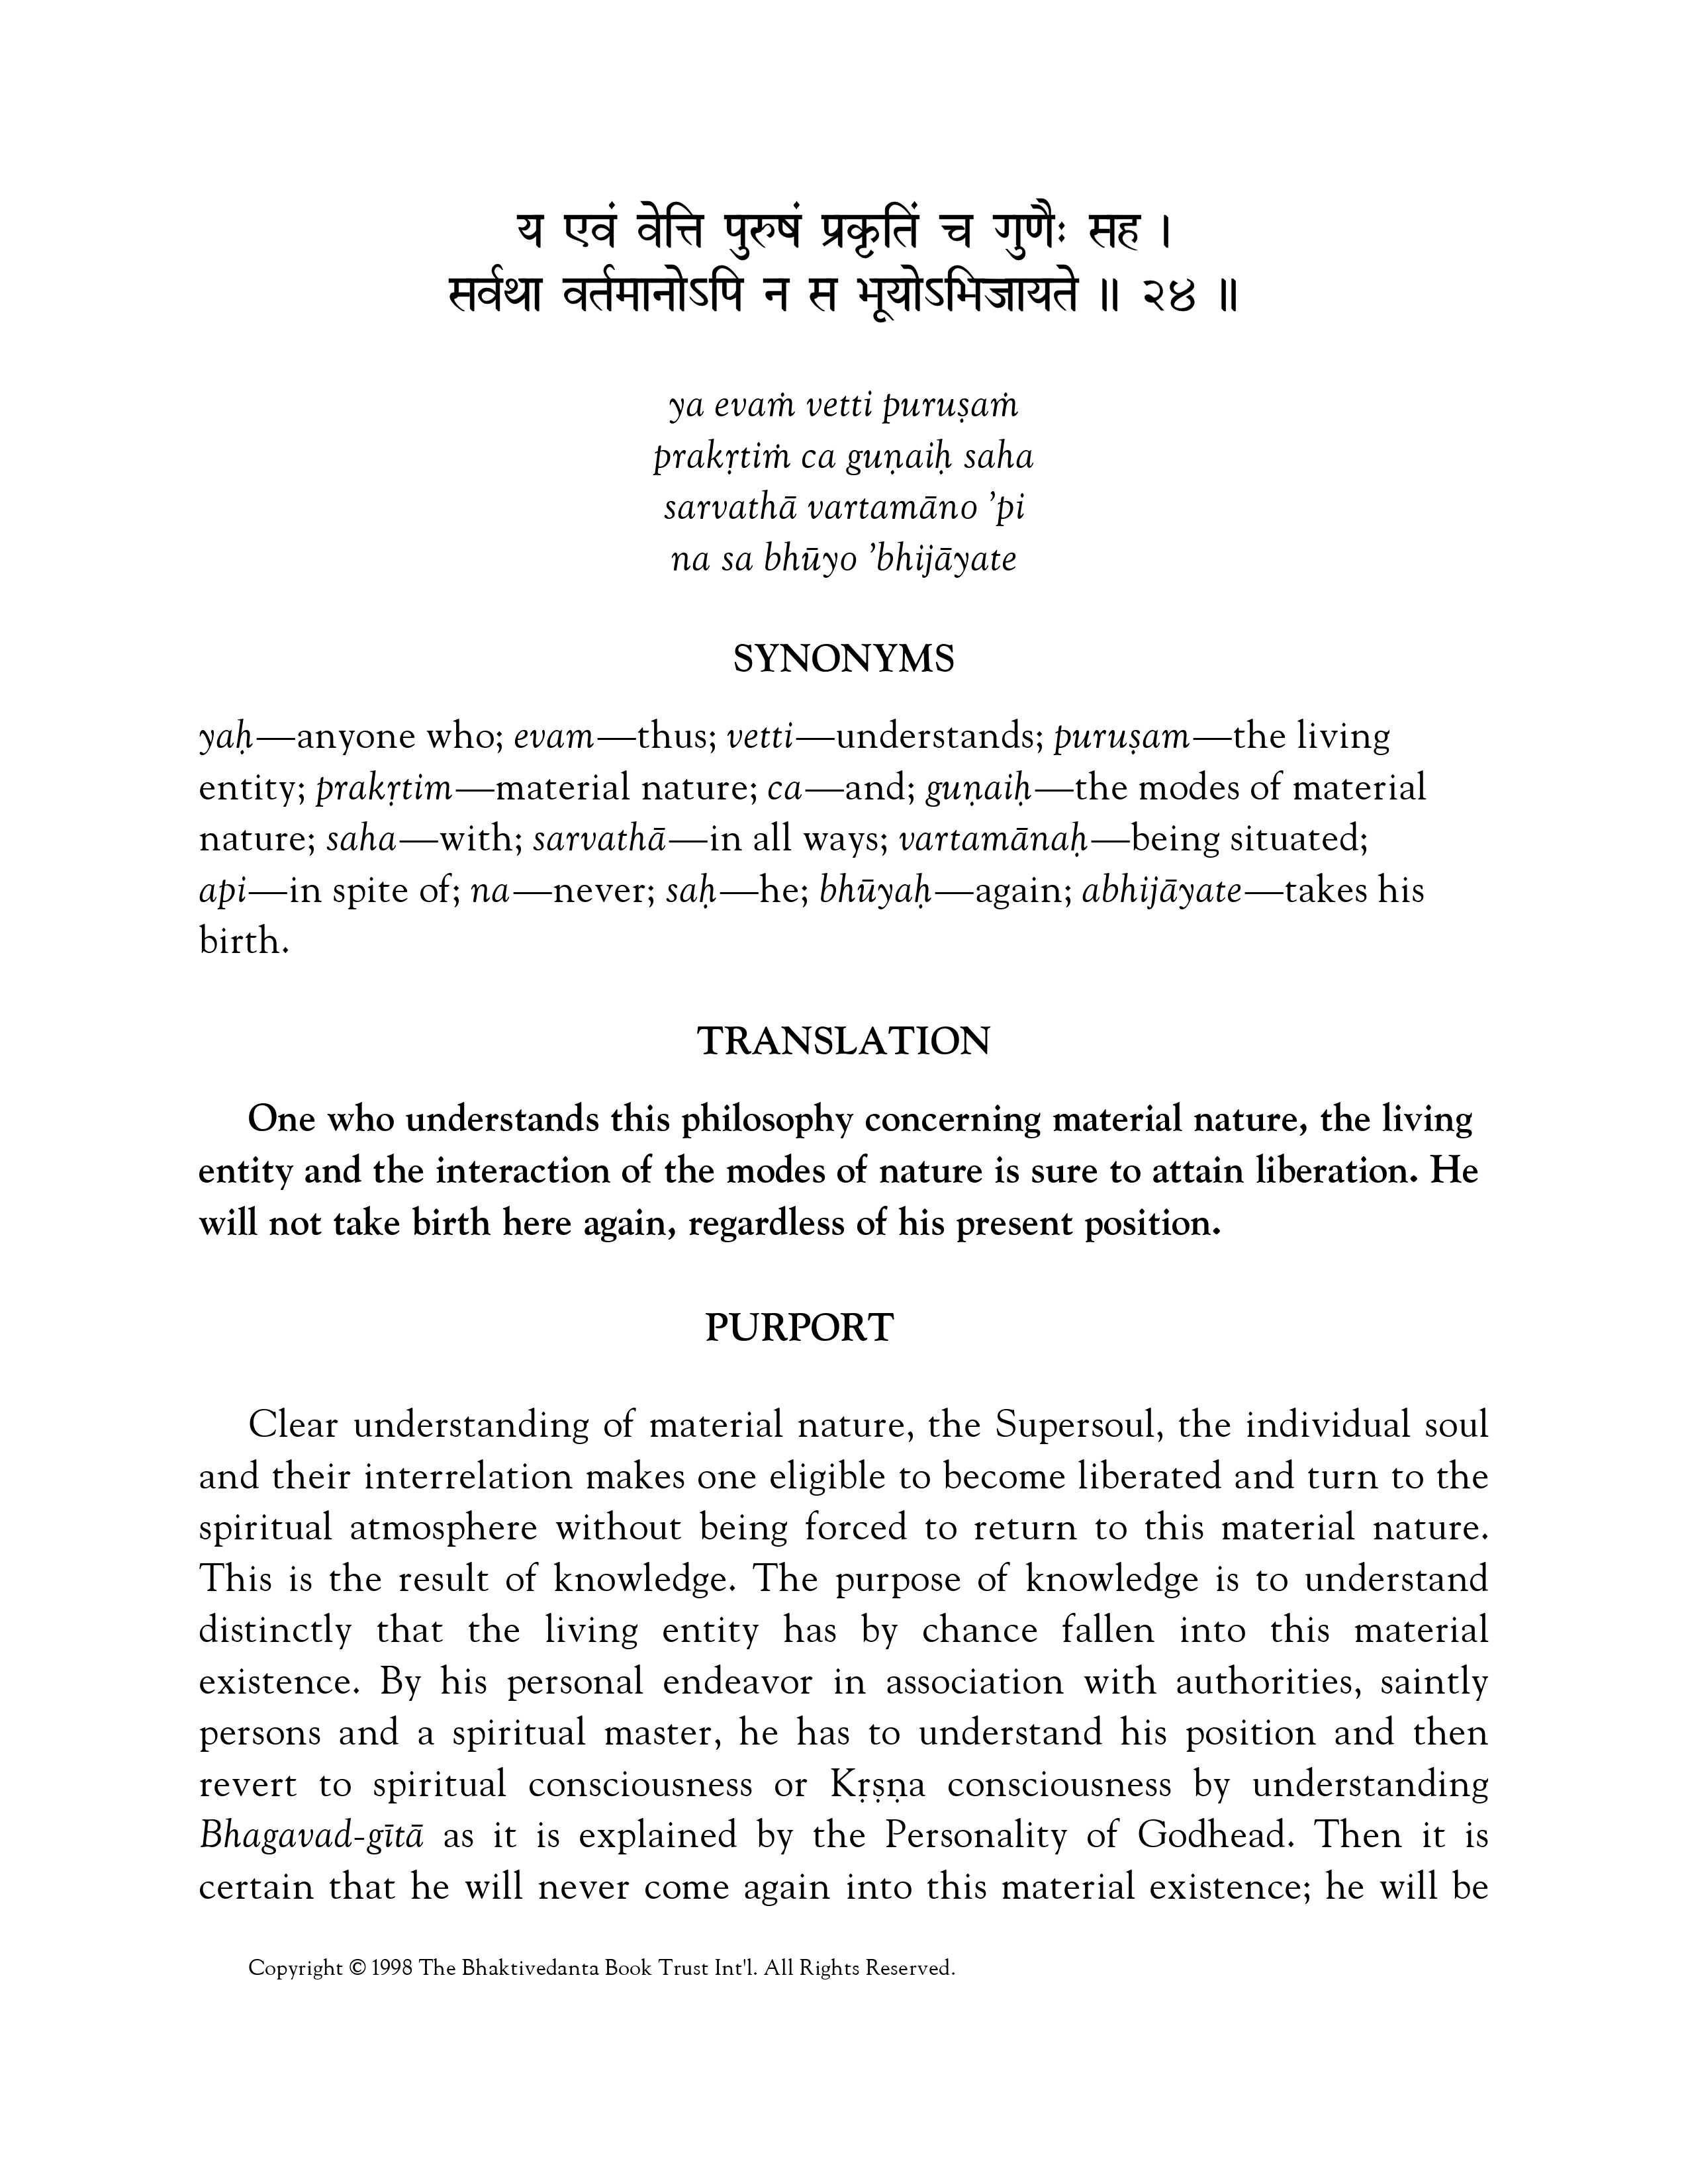 य एवं वेत्ति पुरुषं प्रकृतिं च गुणैः सह ।
सर्वथा वर्तमानोऽपि न स भूयोऽभिजायते ॥ २४ ॥
ya evaṁ vetti puruṣaṁ
prakṛtiṁ ca guṇaiḥ saha
sarvathā vartamāno ’pi
na sa bhūyo ’bhijāyate
SYNONYMS
yaḥ—anyone who; evam—thus; vetti—understands; puruṣam—the living
entity; prakṛtim—material nature; ca—and; guṇaiḥ—the modes of material
nature; saha—with; sarvathā—in all ways; vartamānaḥ—being situated;
api—in spite of; na—never; saḥ—he; bhūyaḥ—again; abhijāyate—takes his
birth.
TRANSLATION
One who understands this philosophy concerning material nature, the living
entity and the interaction of the modes of nature is sure to attain liberation. He
will not take birth here again, regardless of his present position.
PURPORT
Clear understanding of material nature, the Supersoul, the individual soul
and their interrelation makes one eligible to become liberated and turn to the
spiritual atmosphere without being forced to return to this material nature.
This is the result of knowledge. The purpose of knowledge is to understand
distinctly that the living entity has by chance fallen into this material
existence. By his personal endeavor in association with authorities, saintly
persons and a spiritual master, he has to understand his position and then
revert to spiritual consciousness or Kṛṣṇa consciousness by understanding
Bhagavad-gītā as it is explained by the Personality of Godhead. Then it is
certain that he will never come again into this material existence; he will be
Copyright © 1998 The Bhaktivedanta Book Trust Int'l. All Rights Reserved.